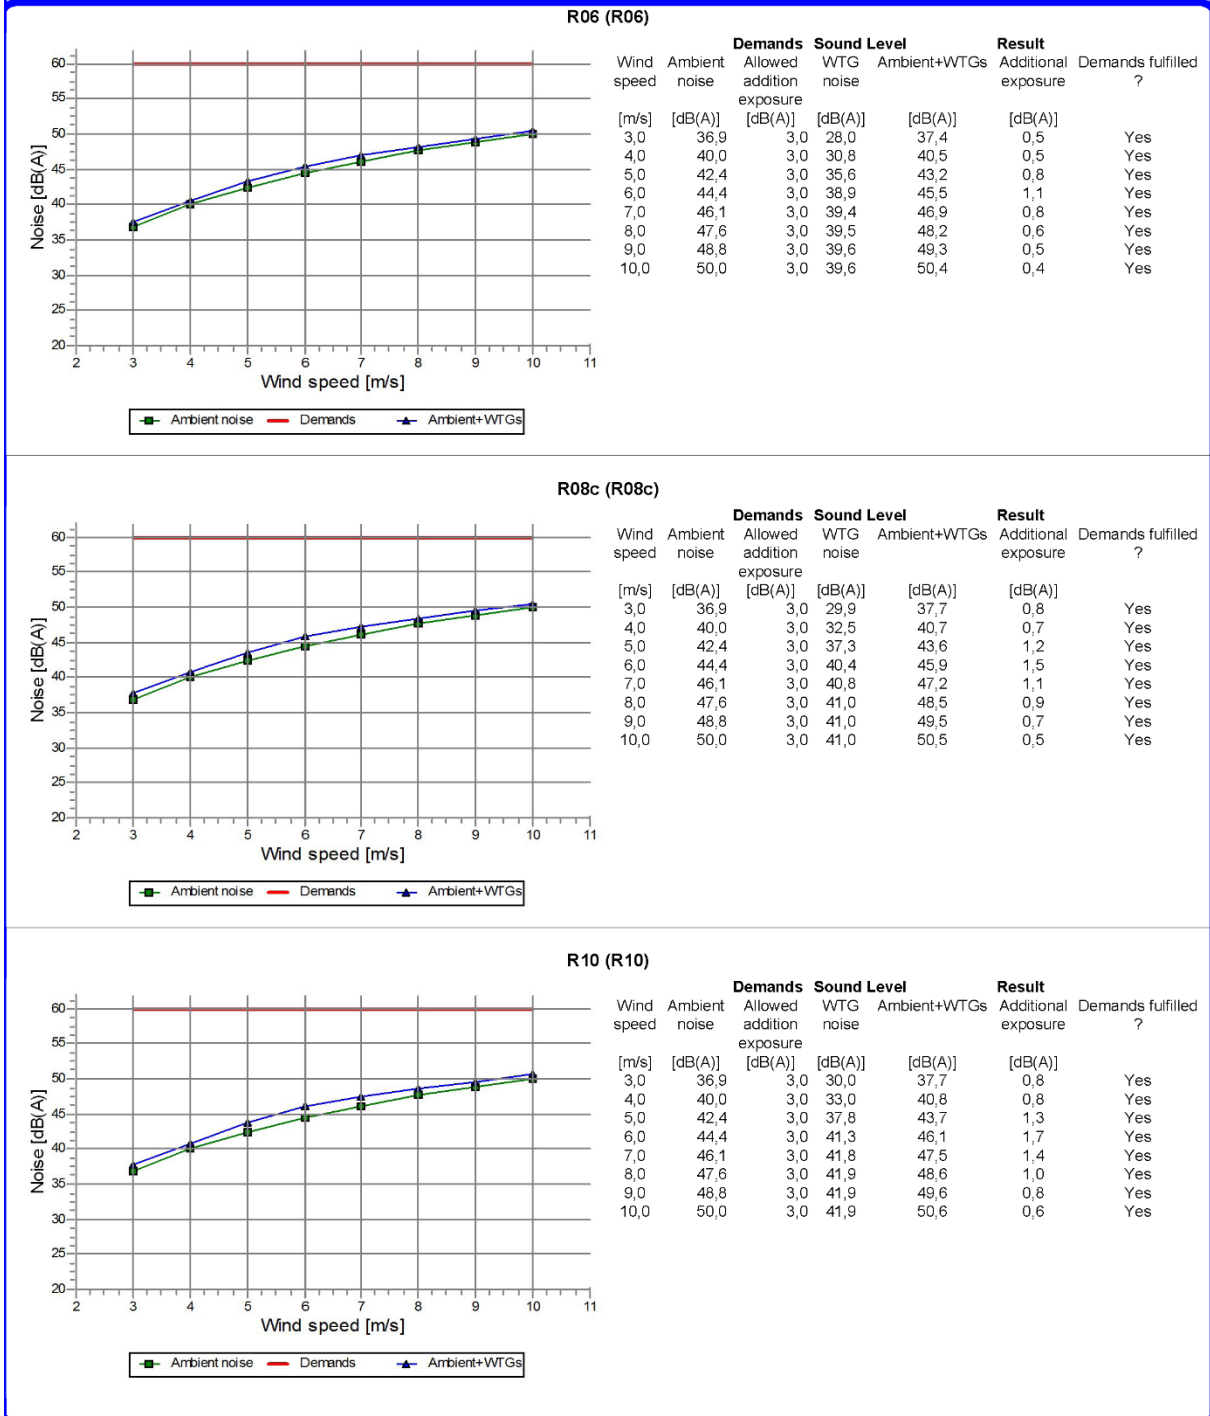 R06 (R06)
Demands Sound Level Result
Wind Ambient Allowed WTG Ambient+WTGs Additional Demands fulfilled
speed noise addition noise exposure ?
exposure
[m/s] [dB(A)] [dB(A)] [dB(A)] [dB(A)] [dB(A)]
3,0 36,9 3,0 28,0 37,4 0,5 Yes
4,0 40,0 3,0 30,8 40,5 0,5 Yes
5,0 42,4 3,0 35,6 43,2 0,8 Yes
6,0 44,4 3,0 38,9 45,5 1,1 Yes
7,0 46,1 3,0 39,4 46,9 0,8 Yes
8,0 47,6 3,0 39,5 48,2 0,6 Yes
9,0 48,8 3,0 39,6 49,3 0,5 Yes
10,0 50,0 3,0 39,6 50,4 0,4 Yes
Noise [dB(A)]
60
55
50
45
40
35
30
25
20
2 3 4 5 6 7 8 9 10 11
Wind speed [m/s]
Ambient noise Demands Ambient+WTGs
R08c (R08c)
Demands Sound Level Result
Wind Ambient Allowed WTG Ambient+WTGs Additional Demands fulfilled
speed noise addition noise exposure ?
exposure
[m/s] [dB(A)] [dB(A)] [dB(A)] [dB(A)] [dB(A)]
3,0 36,9 3,0 29,9 37,7 0,8 Yes
4,0 40,0 3,0 32,5 40,7 0,7 Yes
5,0 42,4 3,0 37,3 43,6 1,2 Yes
6,0 44,4 3,0 40,4 45,9 1,5 Yes
7,0 46,1 3,0 40,8 47,2 1,1 Yes
8,0 47,6 3,0 41,0 48,5 0,9 Yes
9,0 48,8 3,0 41,0 49,5 0,7 Yes
10,0 50,0 3,0 41,0 50,5 0,5 Yes
Noise [dB(A)]
60
55
50
45
40
35
30
25
20
2 3 4 5 6 7 8 9 10 11
Wind speed [m/s]
Ambient noise Demands Ambient+WTGs
R10 (R10)
Demands Sound Level Result
Wind Ambient Allowed WTG Ambient+WTGs Additional Demands fulfilled
speed noise addition noise exposure ?
exposure
[m/s] [dB(A)] [dB(A)] [dB(A)] [dB(A)] [dB(A)]
3,0 36,9 3,0 30,0 37,7 0,8 Yes
4,0 40,0 3,0 33,0 40,8 0,8 Yes
5,0 42,4 3,0 37,8 43,7 1,3 Yes
6,0 44,4 3,0 41,3 46,1 1,7 Yes
7,0 46,1 3,0 41,8 47,5 1,4 Yes
8,0 47,6 3,0 41,9 48,6 1,0 Yes
9,0 48,8 3,0 41,9 49,6 0,8 Yes
10,0 50,0 3,0 41,9 50,6 0,6 Yes
Noise [dB(A)]
60
55
50
45
40
35
30
25
20
2 3 4 5 6 7 8 9 10 11
Wind speed [m/s]
Ambient noise Demands Ambient+WTGs